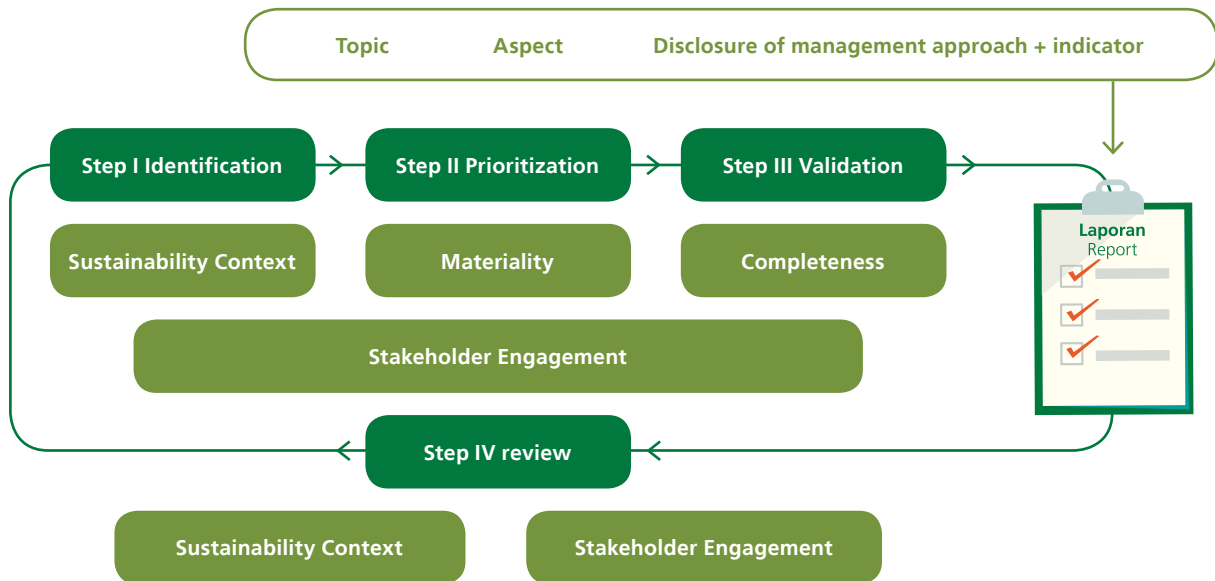 Topic Aspect Disclosure of management approach + indicator
Step I Identification
Step II Prioritization
Step III Validation
Laporan
Report
Sustainability Context
Materiality
Completeness
Stakeholder Engagement
Step IV review
Sustainability Context
Stakeholder Engagement